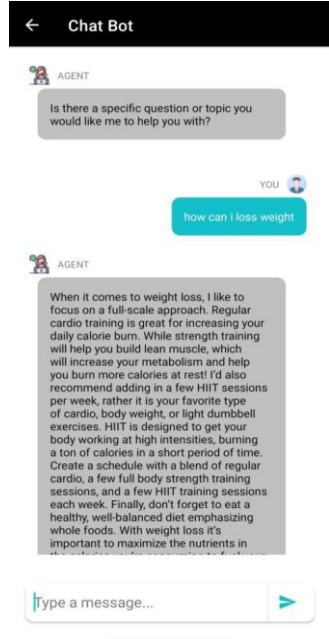 Chat Bot
AGENT
Is there a specific question or topic you
would like me to help you with?
YOU
how can i loss weight
AGENT
When it comes to weight loss, I like to
focus on a full-scale approach. Regular
cardio training is great for increasing your
daily calorie burn. While strength training
will help you build lean muscle, which
will increase your metabolism and help
you burn more calories at rest! I'd also
recommend adding in a few HIIT sessions
per week, rather it is your favorite type
of cardio, body weight, or light dumbbell
exercises. HIIT is designed to get your
body working at high intensities, burning
a ton of calories in a short period of time.
Create a schedule with a blend of regular
cardio, a few full body strength training
sessions, and a few HIIT training sessions
each week. Finally, don't forget to eat a
healthy, well-balanced diet emphasizing
whole foods. With weight loss it's
important to maximize the nutrients in
Type a message...